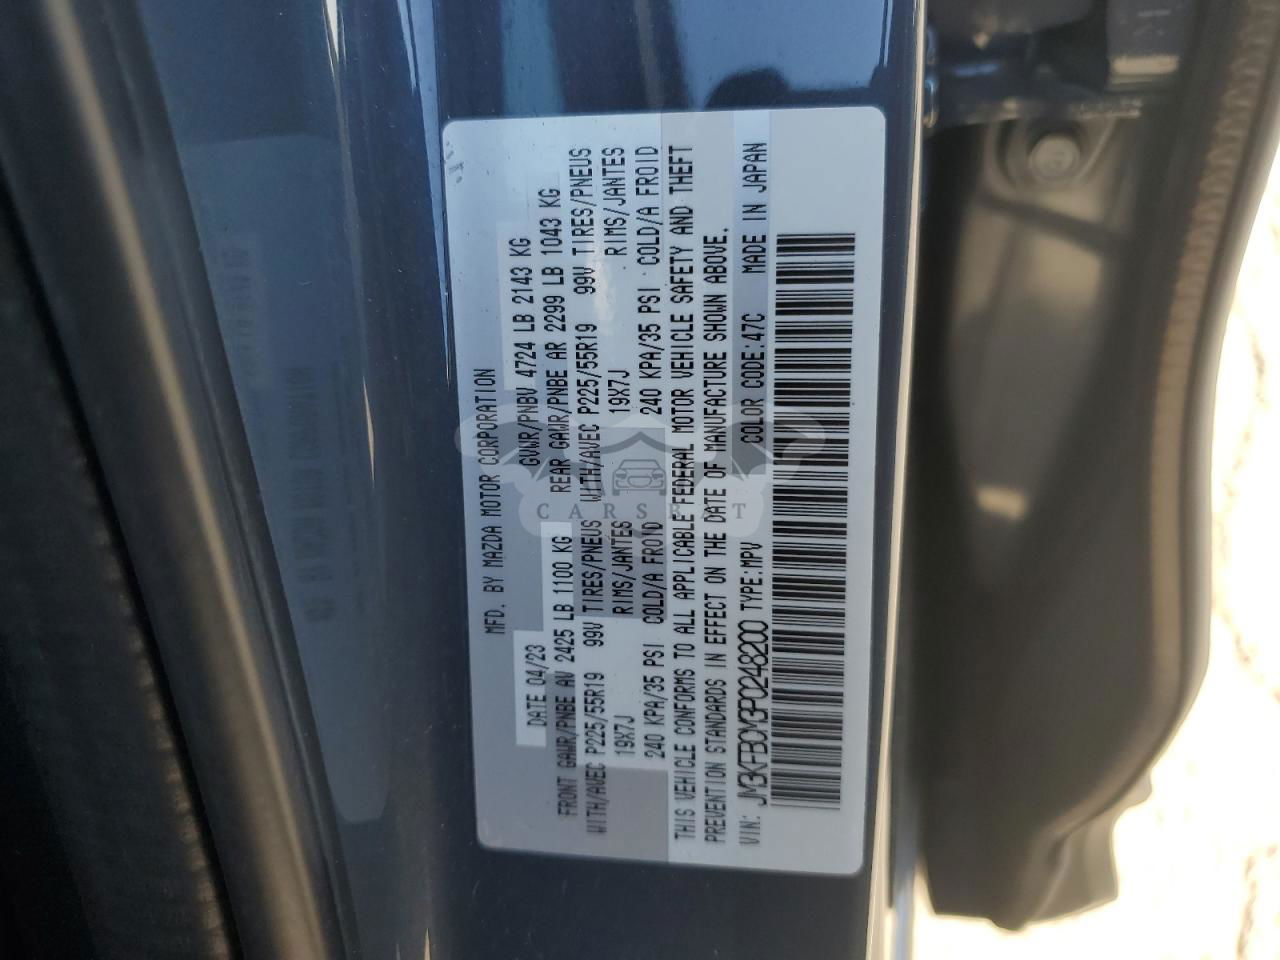 MFD. BY MAZDA MOTOR CORPORATION
DATE 04/23 GVWR/PNBV 4724 LB 2143 KG
FRONT GAWR/PNBE AV 2425 LB 1100 KG REAR GAWR/PNBE AR 2299 LB 1043 KG
WITH/AVEC P225/55R19 99V TIRES/PNEUS WITH/AVEC P225/55R19 99V TIRES/PNEUS
19X7J RIMS/JANTES 19X7J RIMS/JANTES
240 KPA/35 PSI COLD/A FROID 240 KPA/35 PSI COLD/A FROID
THIS VEHICLE CONFORMS TO ALL APPLICABLE FEDERAL MOTOR VEHICLE SAFETY AND THEFT
PREVENTION STANDARDS IN EFFECT ON THE DATE OF MANUFACTURE SHOWN ABOVE.
VIN: JM3KFBCM3P0248200 TYPE:MPV COLOR CODE:47C MADE IN JAPAN
CARSBAT